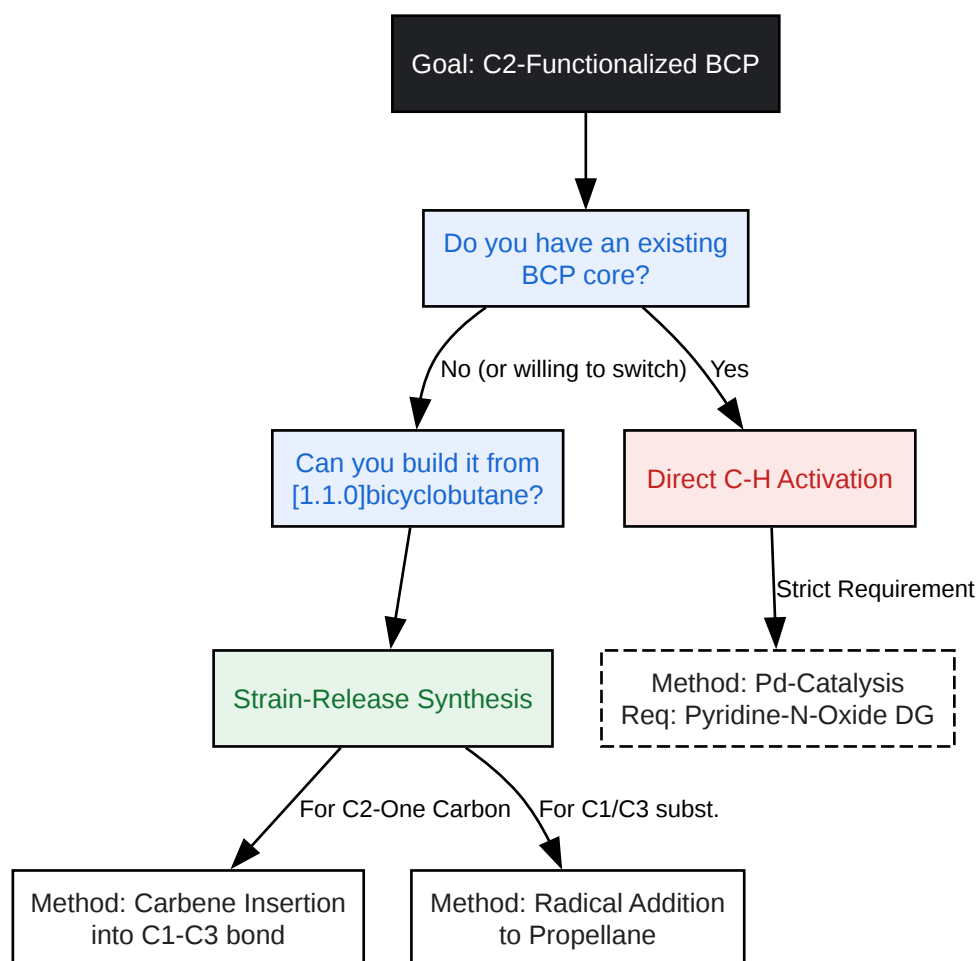 Goal: C2-Functionalized BCP
Do you have an existing
BCP core?
No (or willing to switch)
Yes
Can you build it from
[1.1.0]bicyclobutane?
Direct C-H Activation
Strict Requirement
Strain-Release Synthesis
Method: Pd-Catalysis
Req: Pyridine-N-Oxide DG
For C2-One Carbon
For C1/C3 subst.
Method: Carbene Insertion
into C1-C3 bond
Method: Radical Addition
to Propellane